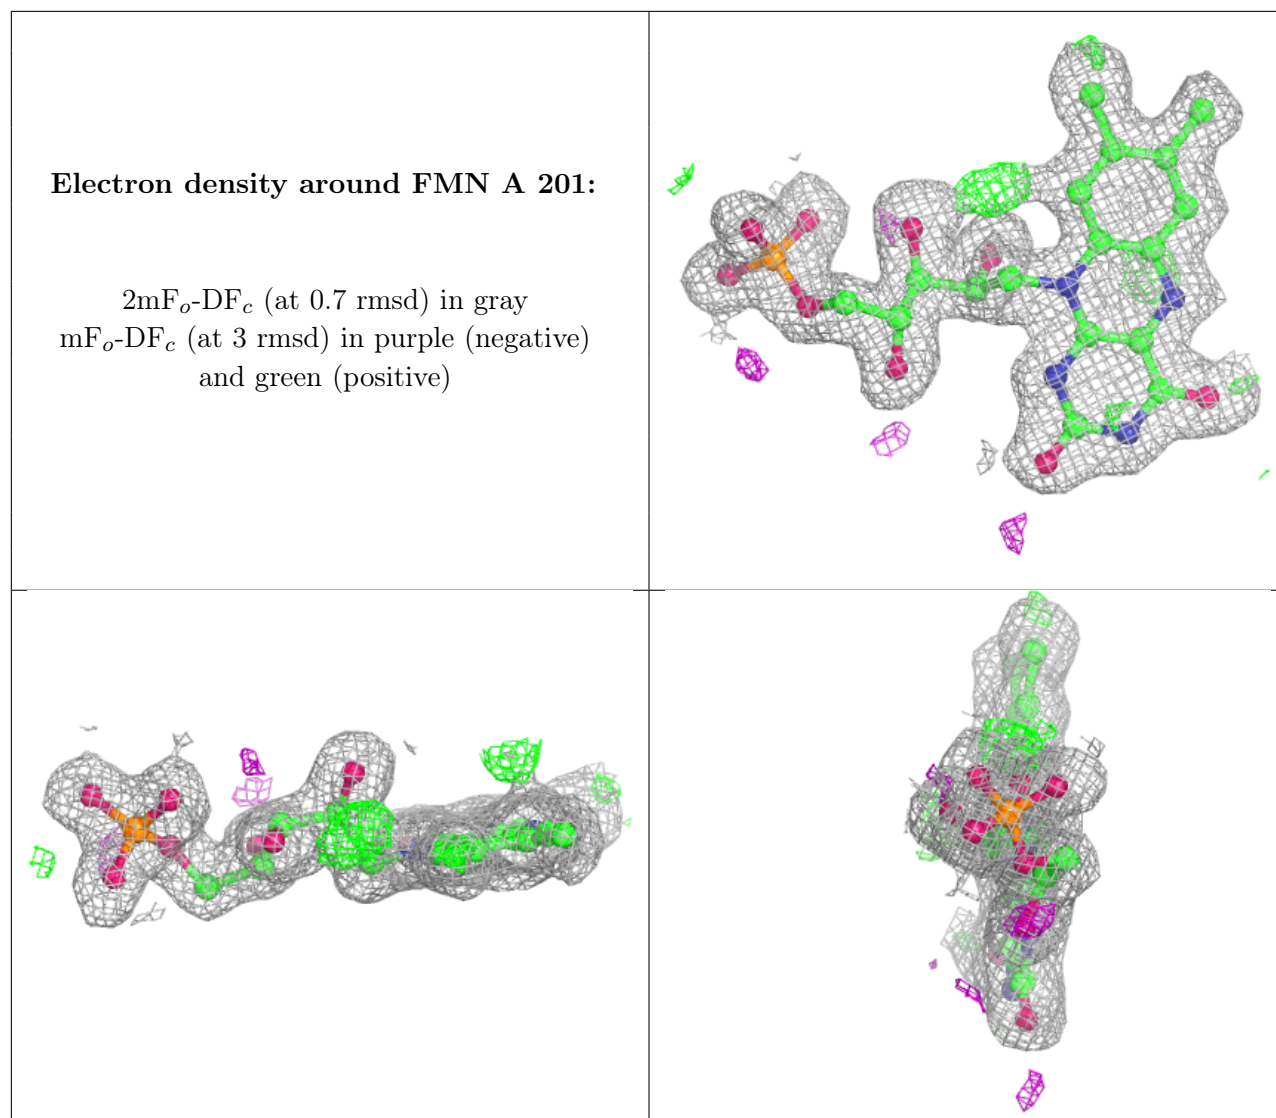 Electron density around FMN A 201:
2mFo-DFc (at 0.7 rmsd) in gray
mFo-DFc (at 3 rmsd) in purple (negative)
and green (positive)